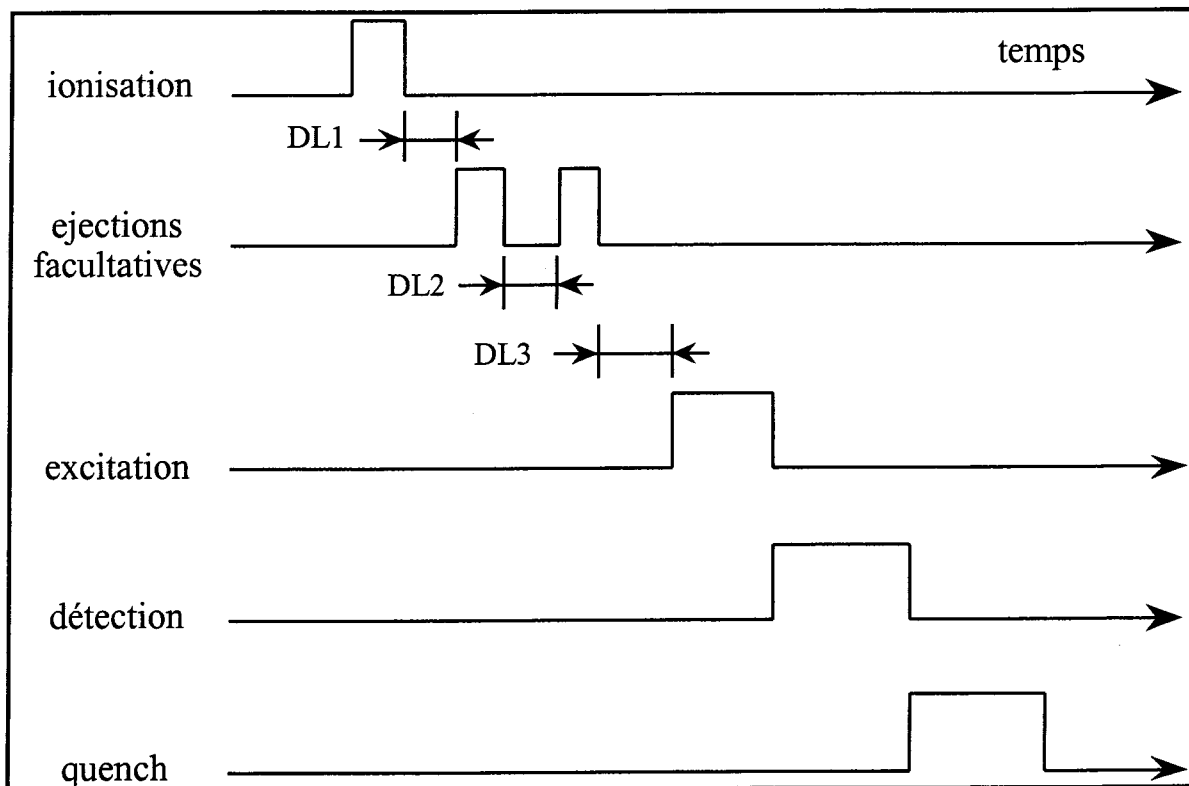 temps
ionisation
DL1
ejections
facultatives
DL2
DL3
excitation
détection
quench